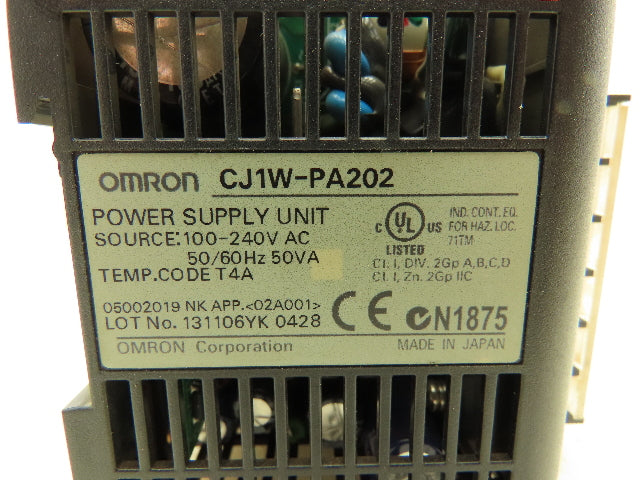 OMRON CJ1W-PA202
POWER SUPPLY UNIT
SOURCE:100-240V AC
50/60Hz 50VA
TEMP.CODE T4A
C UL US
LISTED
IND. CONT. EQ.
FOR HAZ. LOC.
71TM
Cl. I, DIV. 2Gp A,B,C,D
Cl. I, Zn. 2Gp IIC
05002019 NK APP.<02A001>
LOT No. 131106YK 0428
CE
N1875
OMRON Corporation
MADE IN JAPAN